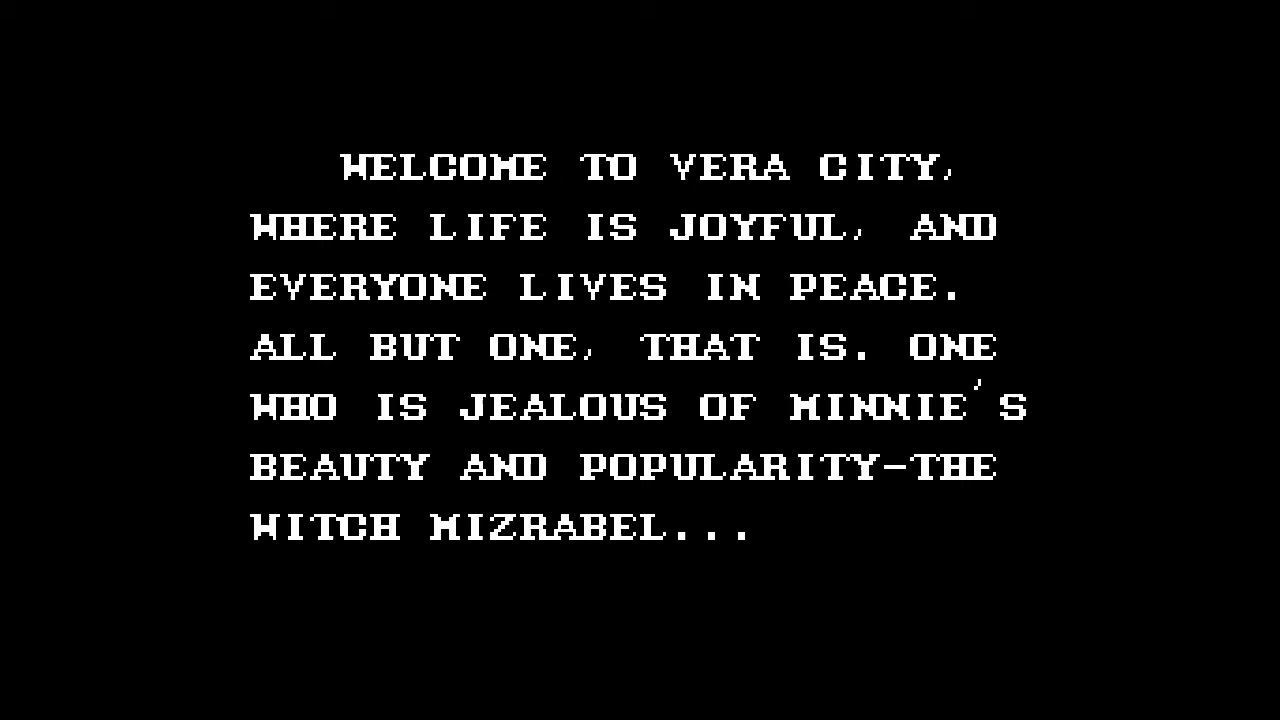 WELCOME TO VERA CITY,
WHERE LIFE IS JOYFUL, AND
EVERYONE LIVES IN PEACE.
ALL BUT ONE, THAT IS. ONE
WHO IS JEALOUS OF MINNIE'S
BEAUTY AND POPULARITY-THE
WITCH MIZRABEL...